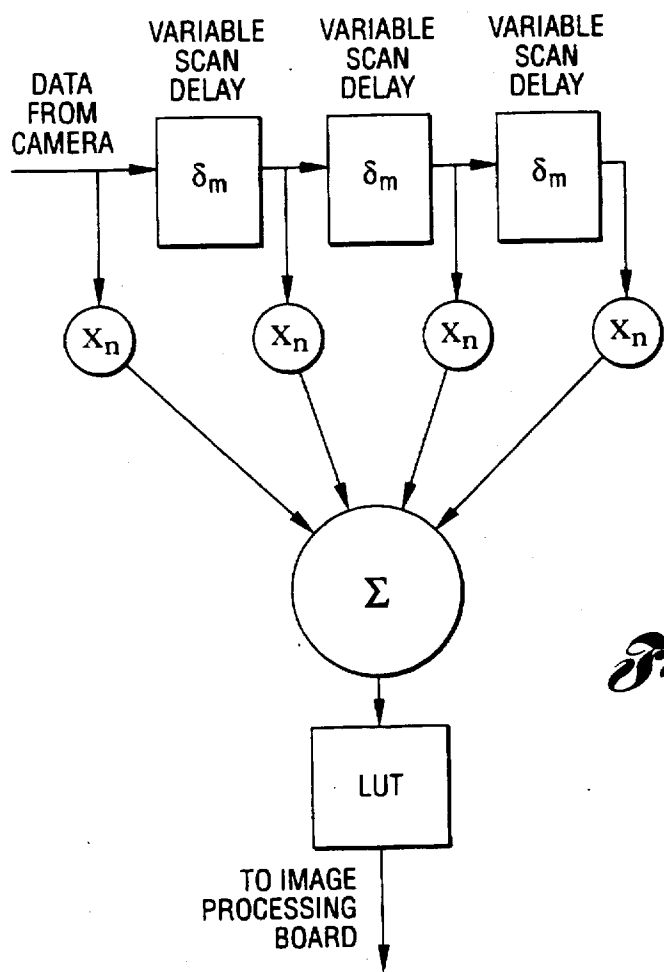 VARIABLE
SCAN
DELAY
VARIABLE
SCAN
DELAY
VARIABLE
SCAN
DELAY
DATA
FROM
CAMERA
δm
δm
δm
Xn
Xn
Xn
Xn
Σ
LUT
TO IMAGE
PROCESSING
BOARD